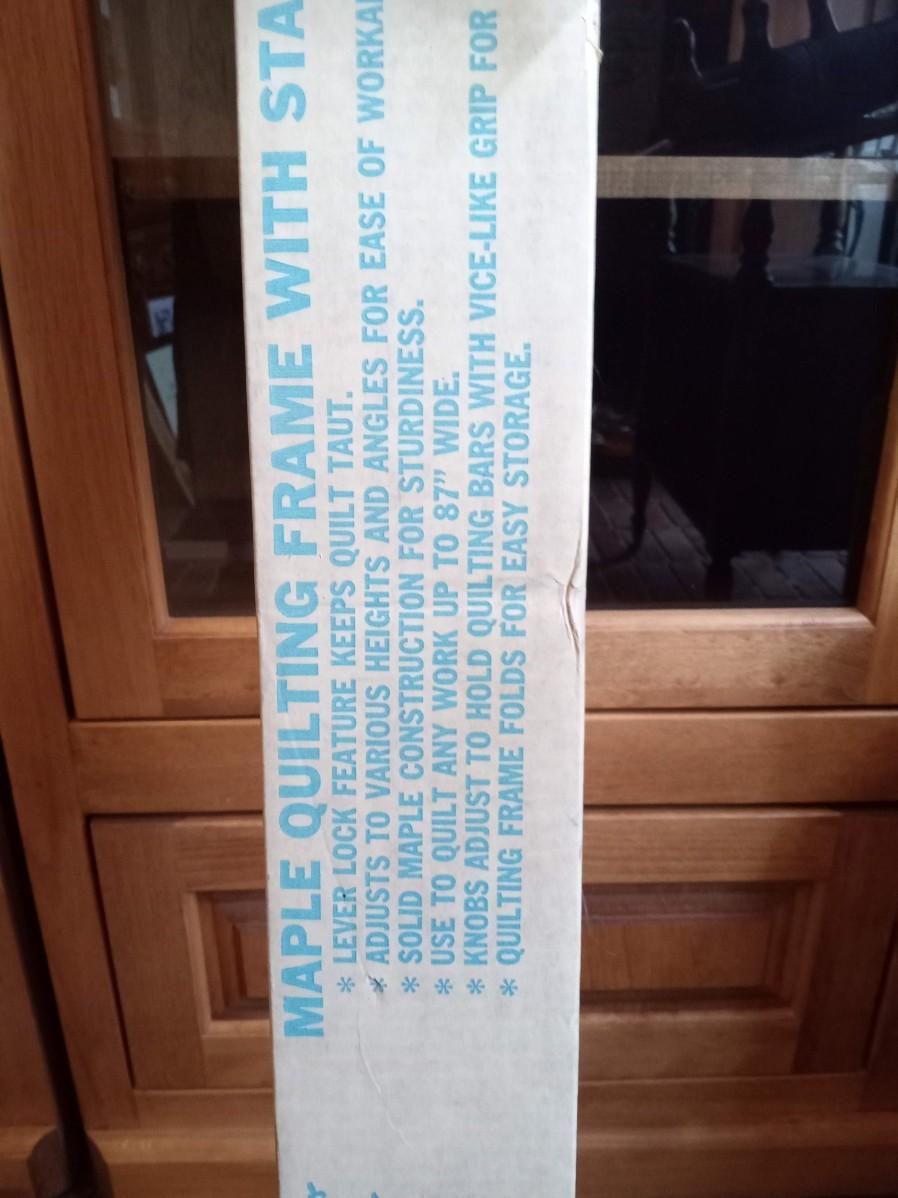 MAPLE QUILTING FRAME WITH STA
* LEVER LOCK FEATURE KEEPS QUILT TAUT.
* ADJUSTS TO VARIOUS HEIGHTS AND ANGLES FOR EASE OF WORKA
* SOLID MAPLE CONSTRUCTION FOR STURDINESS.
* USE TO QUILT ANY WORK UP TO 87” WIDE.
* KNOBS ADJUST TO HOLD QUILTING BARS WITH VICE-LIKE GRIP FOR
* QUILTING FRAME FOLDS FOR EASY STORAGE.